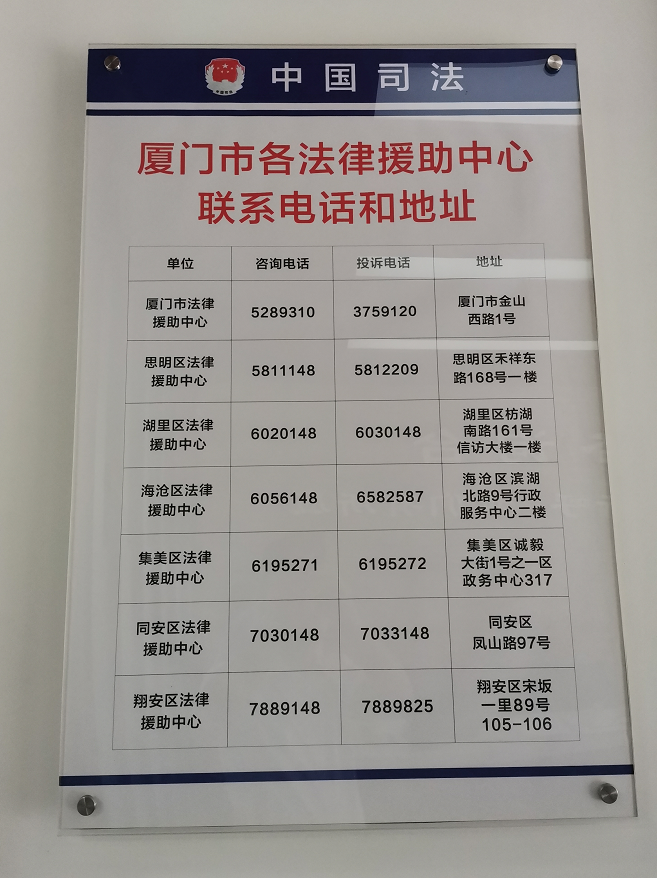 中国司法
厦门市各法律援助中心
联系电话和地址
单位 咨询电话 投诉电话 地址
厦门市法律
援助中心
5289310
3759120
厦门市金山
西路1号
思明区法律
援助中心
5811148
5812209
思明区禾祥东
路168号一楼
湖里区法律
援助中心
6020148
6030148
湖里区枋湖
南路161号
信访大楼一楼
海沧区法律
援助中心
6056148
6582587
海沧区滨湖
北路9号行政
服务中心二楼
集美区法律
援助中心
6195271
6195272
集美区诚毅
大街1号之一区
政务中心317
同安区法律
援助中心
7030148
7033148
同安区
凤山路97号
翔安区法律
援助中心
7889148
7889825
翔安区宋坂
一里89号
105-106